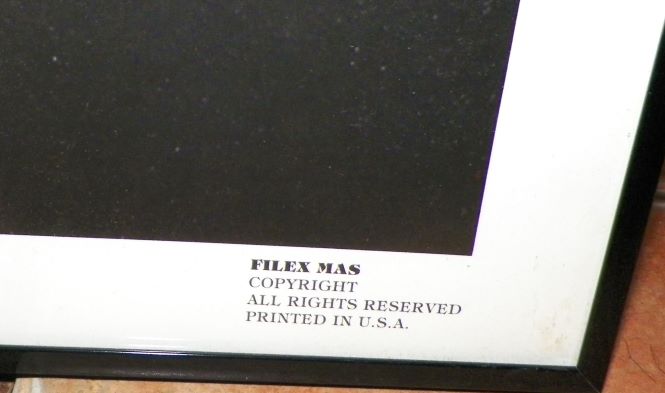 FILEX MAS
COPYRIGHT
ALL RIGHTS RESERVED
PRINTED IN U.S.A.